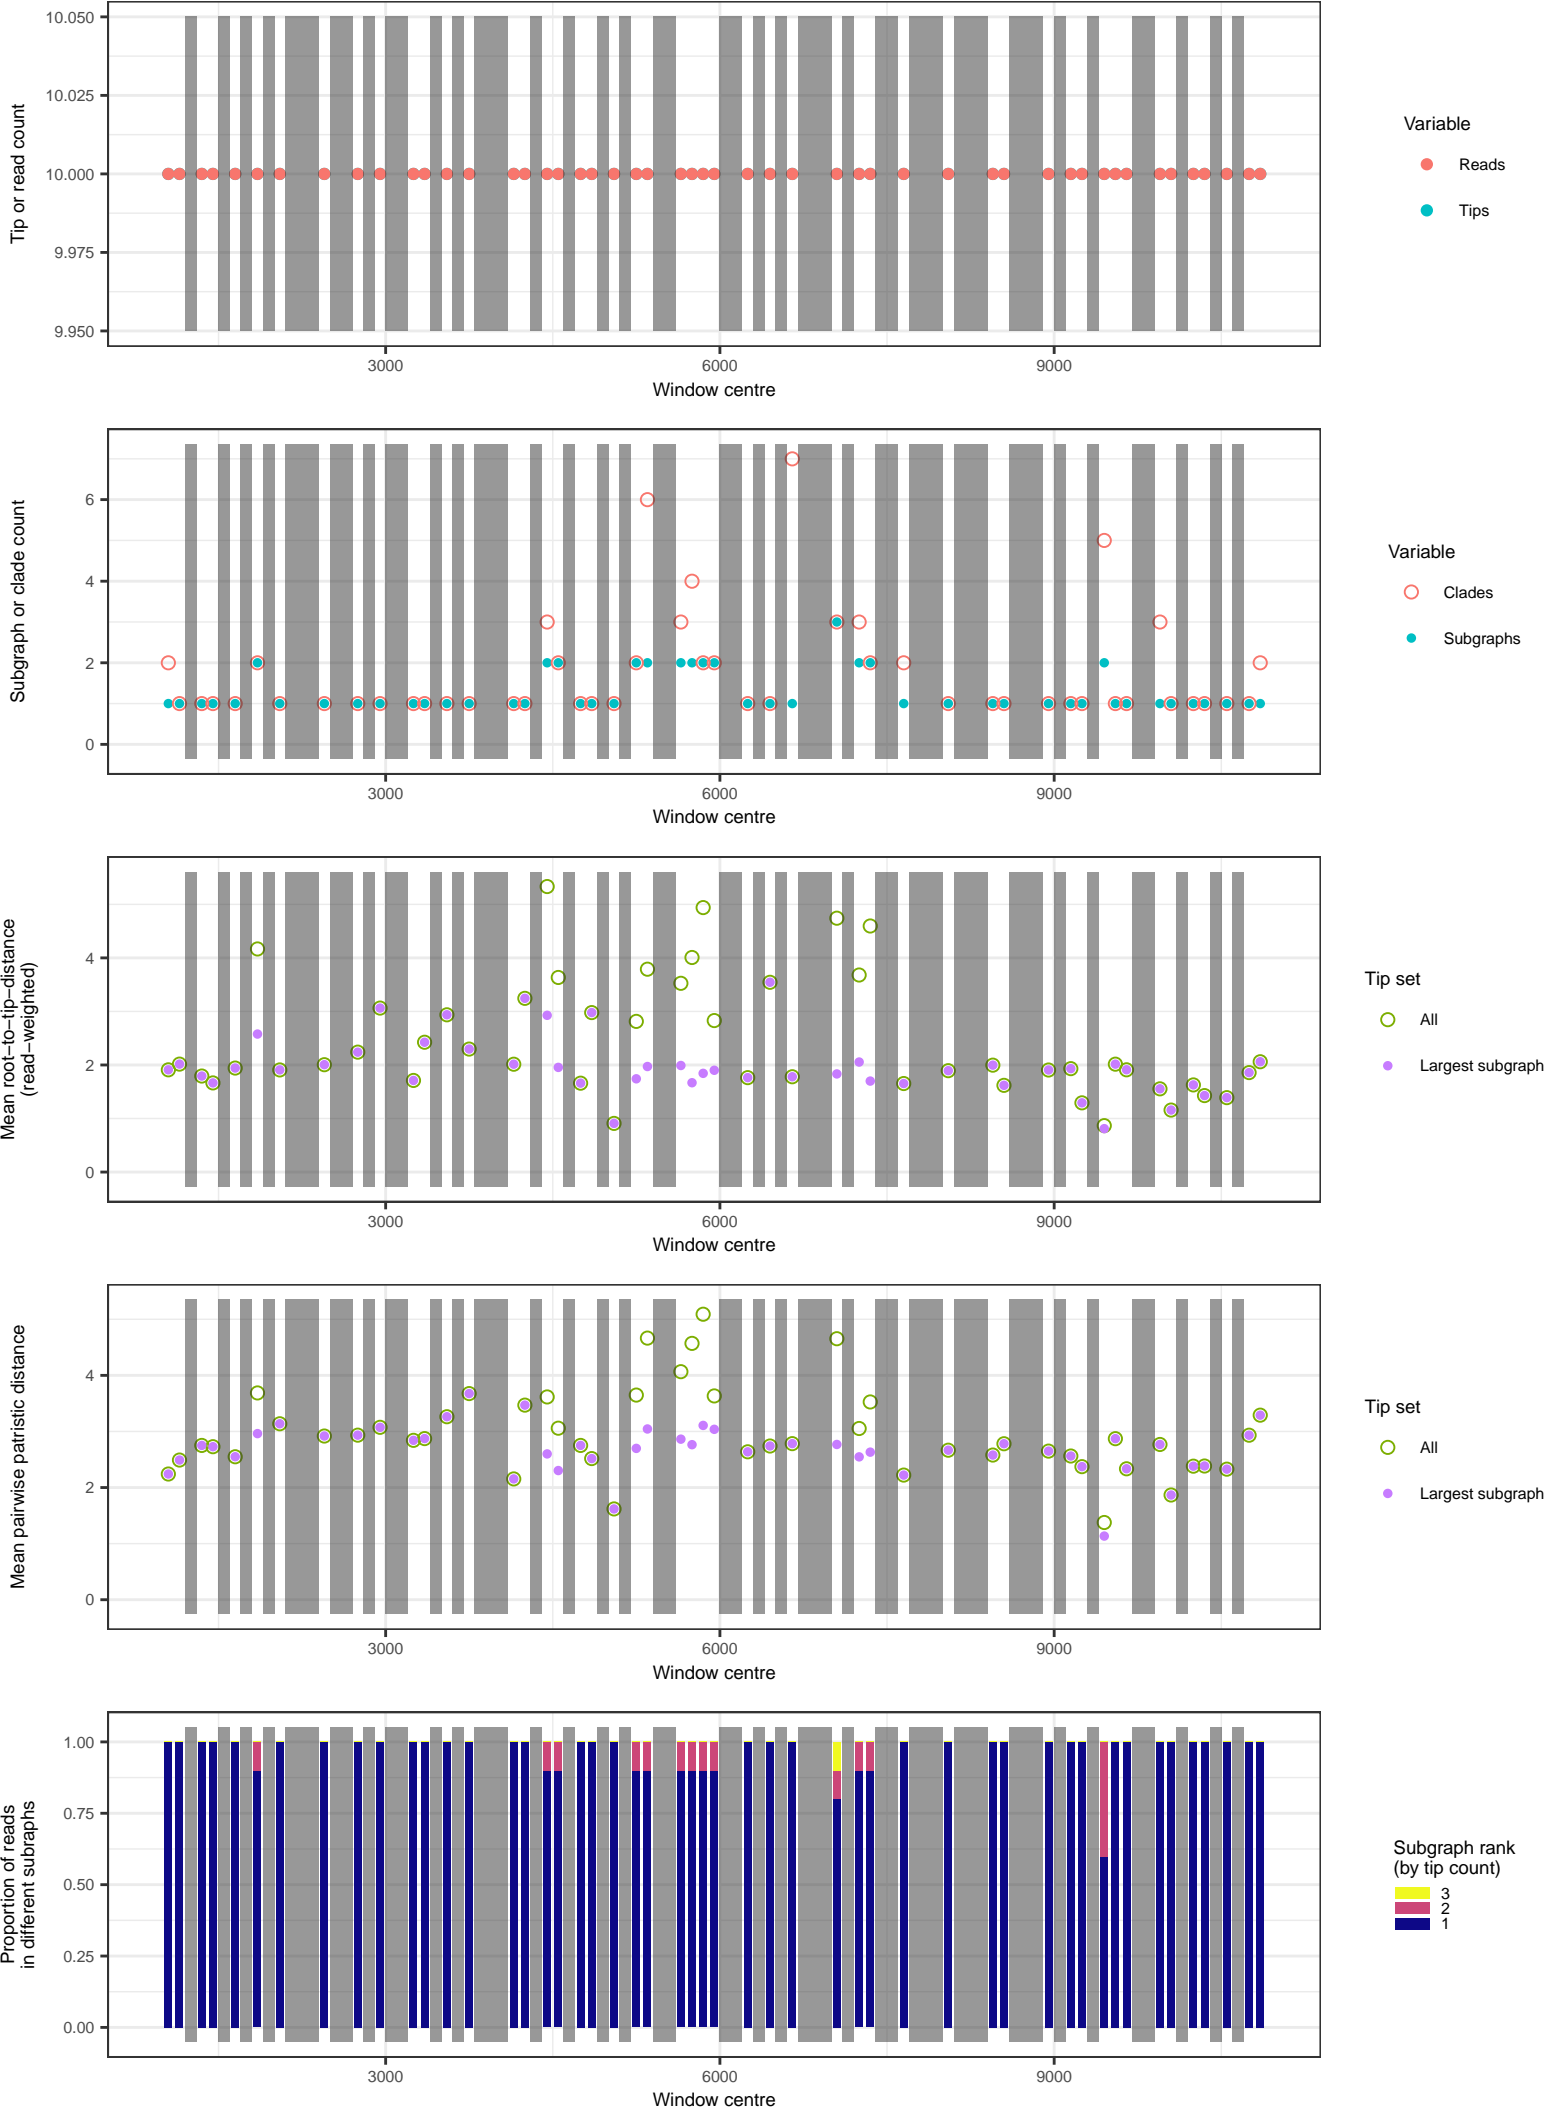 10.050
10.025
10.000
9.975
9.950
Tip or read count
3000
6000
9000
Window centre
Variable
Reads
Tips
6
4
2
0
Subgraph or clade count
3000
6000
9000
Window centre
Variable
Clades
Subgraphs
4
2
0
Mean root−to−tip−distance
(read−weighted)
3000
6000
9000
Window centre
Tip set
All
Largest subgraph
4
2
0
Mean pairwise patristic distance
3000
6000
9000
Window centre
Tip set
All
Largest subgraph
1.00
0.75
0.50
0.25
0.00
Proportion of reads
in different subraphs
3000
6000
9000
Window centre
Subgraph rank
(by tip count)
3
2
1